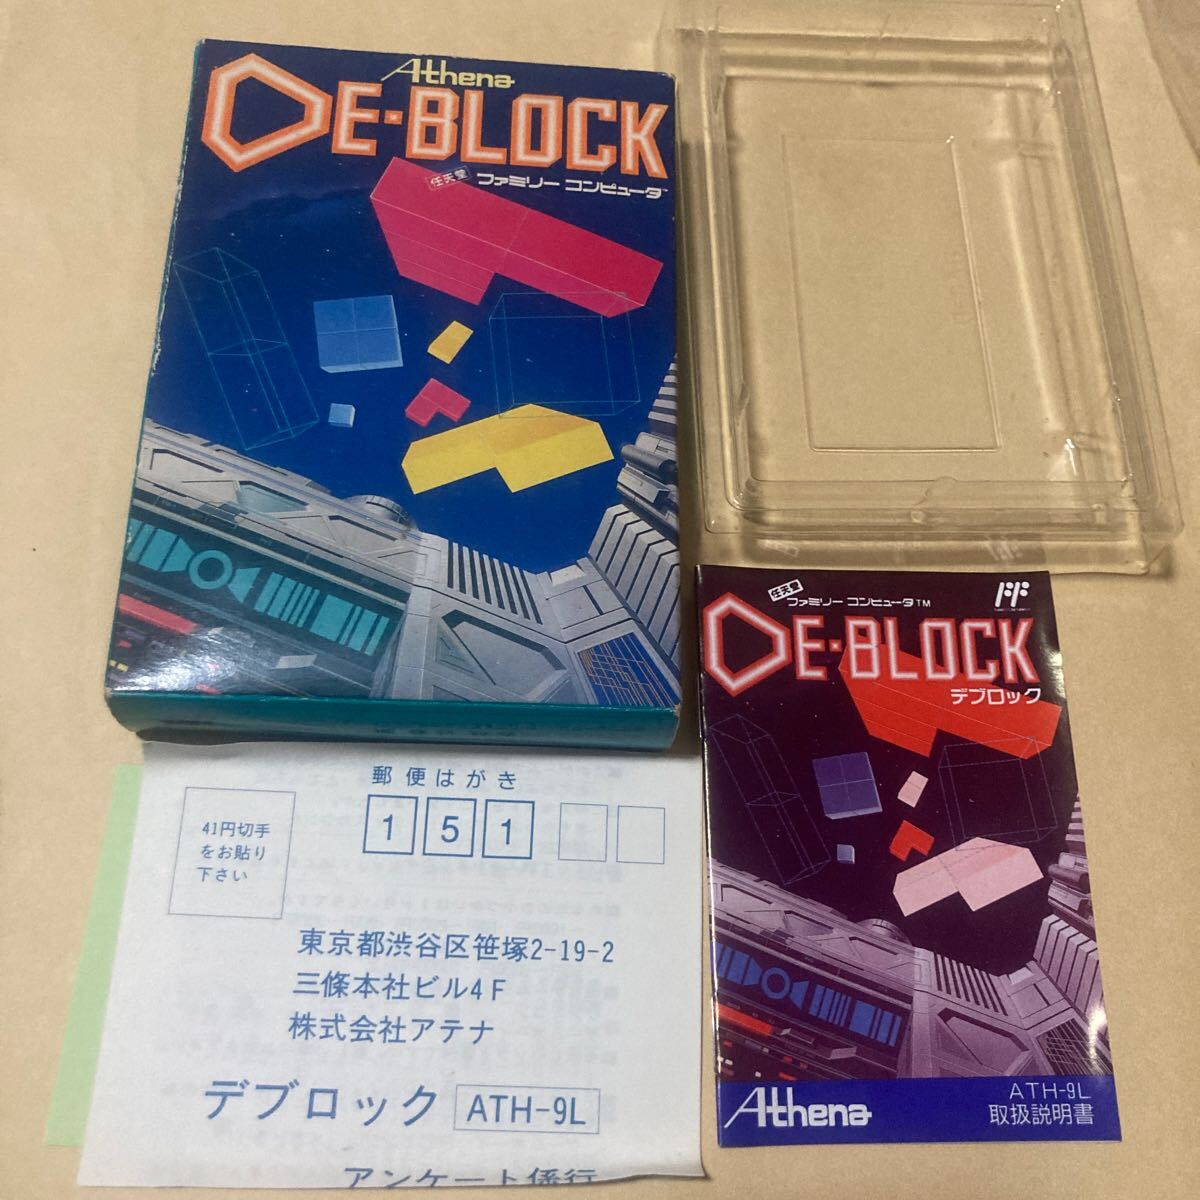 Athena
DE·BLOCK
任天堂 ファミリー コンピュータ™
任天堂
ファミリー コンピュータTM
DE·BLOCK
デブロック
Athena
ATH-9L
取扱説明書
郵便はがき
151
41円切手
をお貼り
下さい
東京都渋谷区笹塚2-19-2
三條本社ビル4F
株式会社アテナ
デブロック ATH-9L
アンケート係行